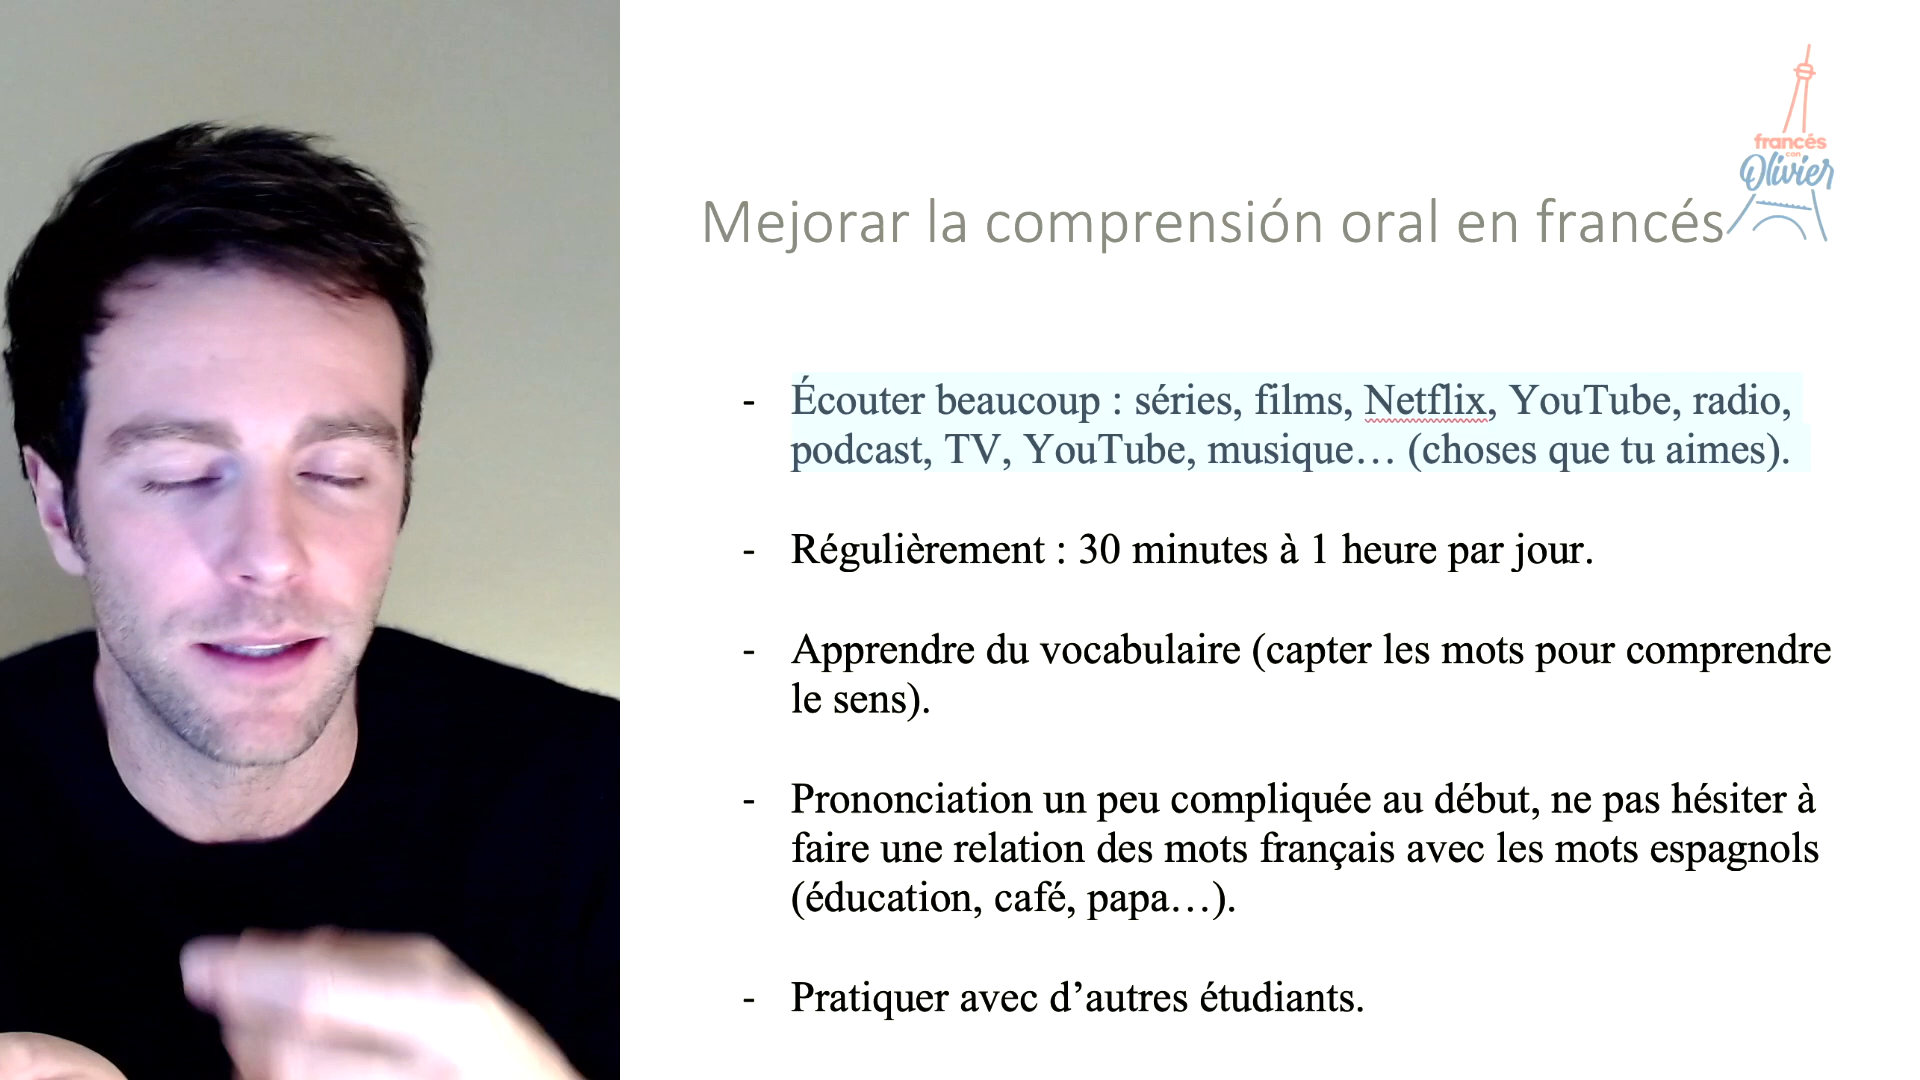 francés
con
Olivier
Mejorar la comprensión oral en francés
- Écouter beaucoup : séries, films, Netflix, YouTube, radio,
podcast, TV, YouTube, musique… (choses que tu aimes).
- Régulièrement : 30 minutes à 1 heure par jour.
- Apprendre du vocabulaire (capter les mots pour comprendre
le sens).
- Prononciation un peu compliquée au début, ne pas hésiter à
faire une relation des mots français avec les mots espagnols
(éducation, café, papa…).
- Pratiquer avec d’autres étudiants.